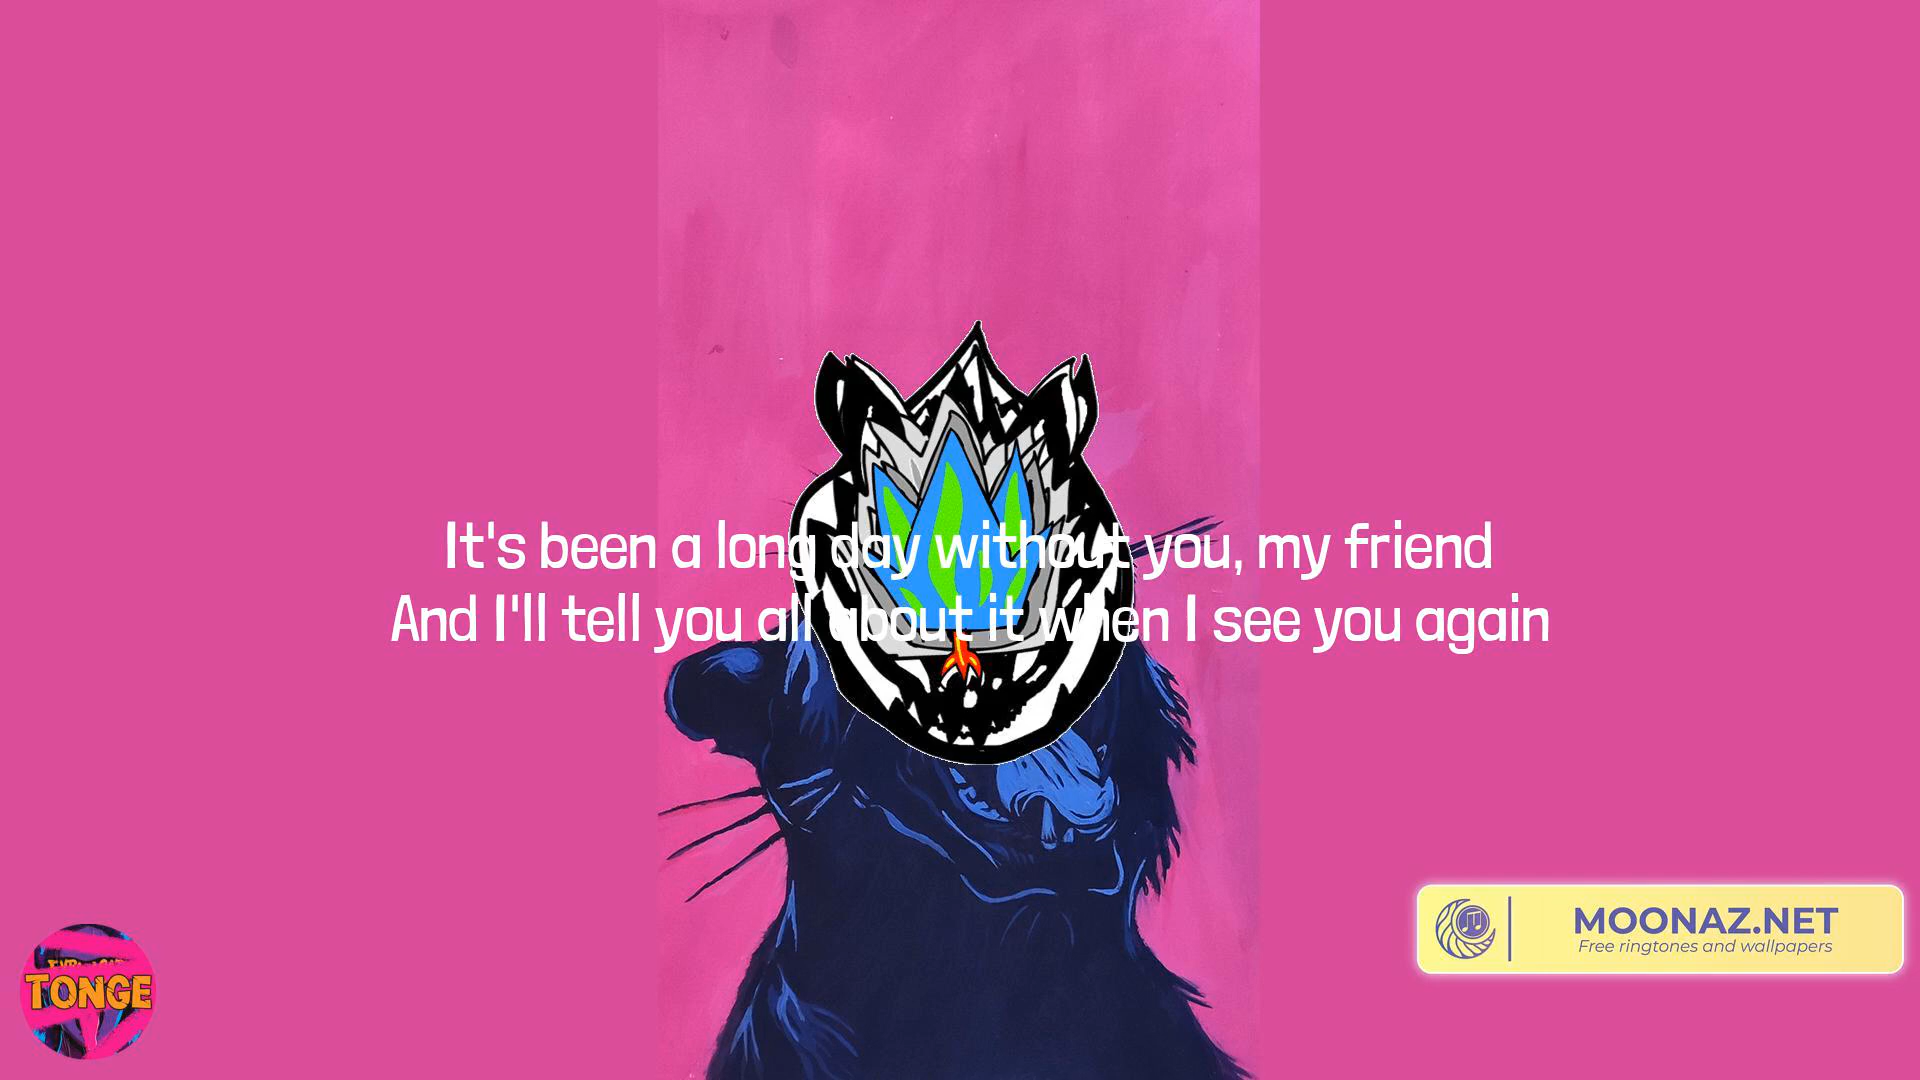 It's been a long day without you, my friend
And I'll tell you all about it when I see you again
MOONAZ.NET
Free ringtones and wallpapers
TONGE